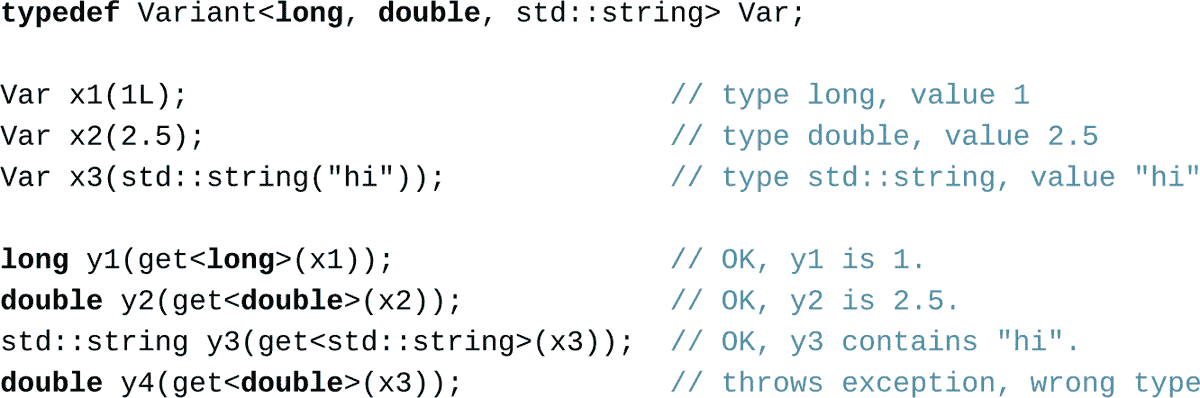 typedef Variant<long, double, std::string> Var;
Var x1(1L); // type long, value 1
Var x2(2.5); // type double, value 2.5
Var x3(std::string("hi")); // type std::string, value "hi"
long y1(get<long>(x1)); // OK, y1 is 1.
double y2(get<double>(x2)); // OK, y2 is 2.5.
std::string y3(get<std::string>(x3)); // OK, y3 contains "hi".
double y4(get<double>(x3)); // throws exception, wrong type